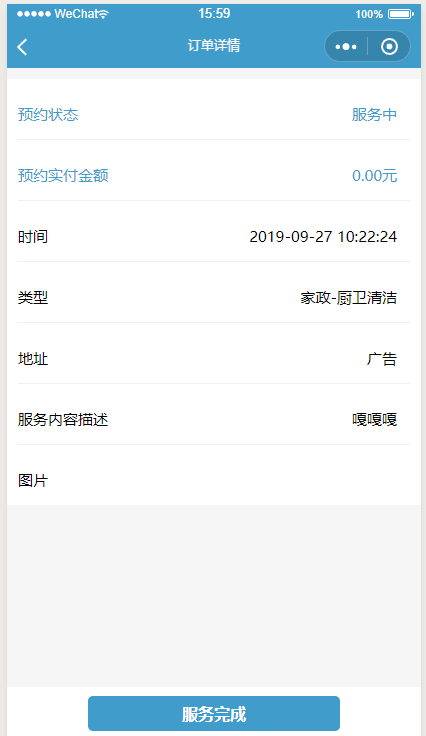 WeChat 15:59 100%
订单详情
预约状态 服务中
预约实付金额 0.00元
时间 2019-09-27 10:22:24
类型 家政-厨卫清洁
地址 广告
服务内容描述 嘎嘎嘎
图片
服务完成